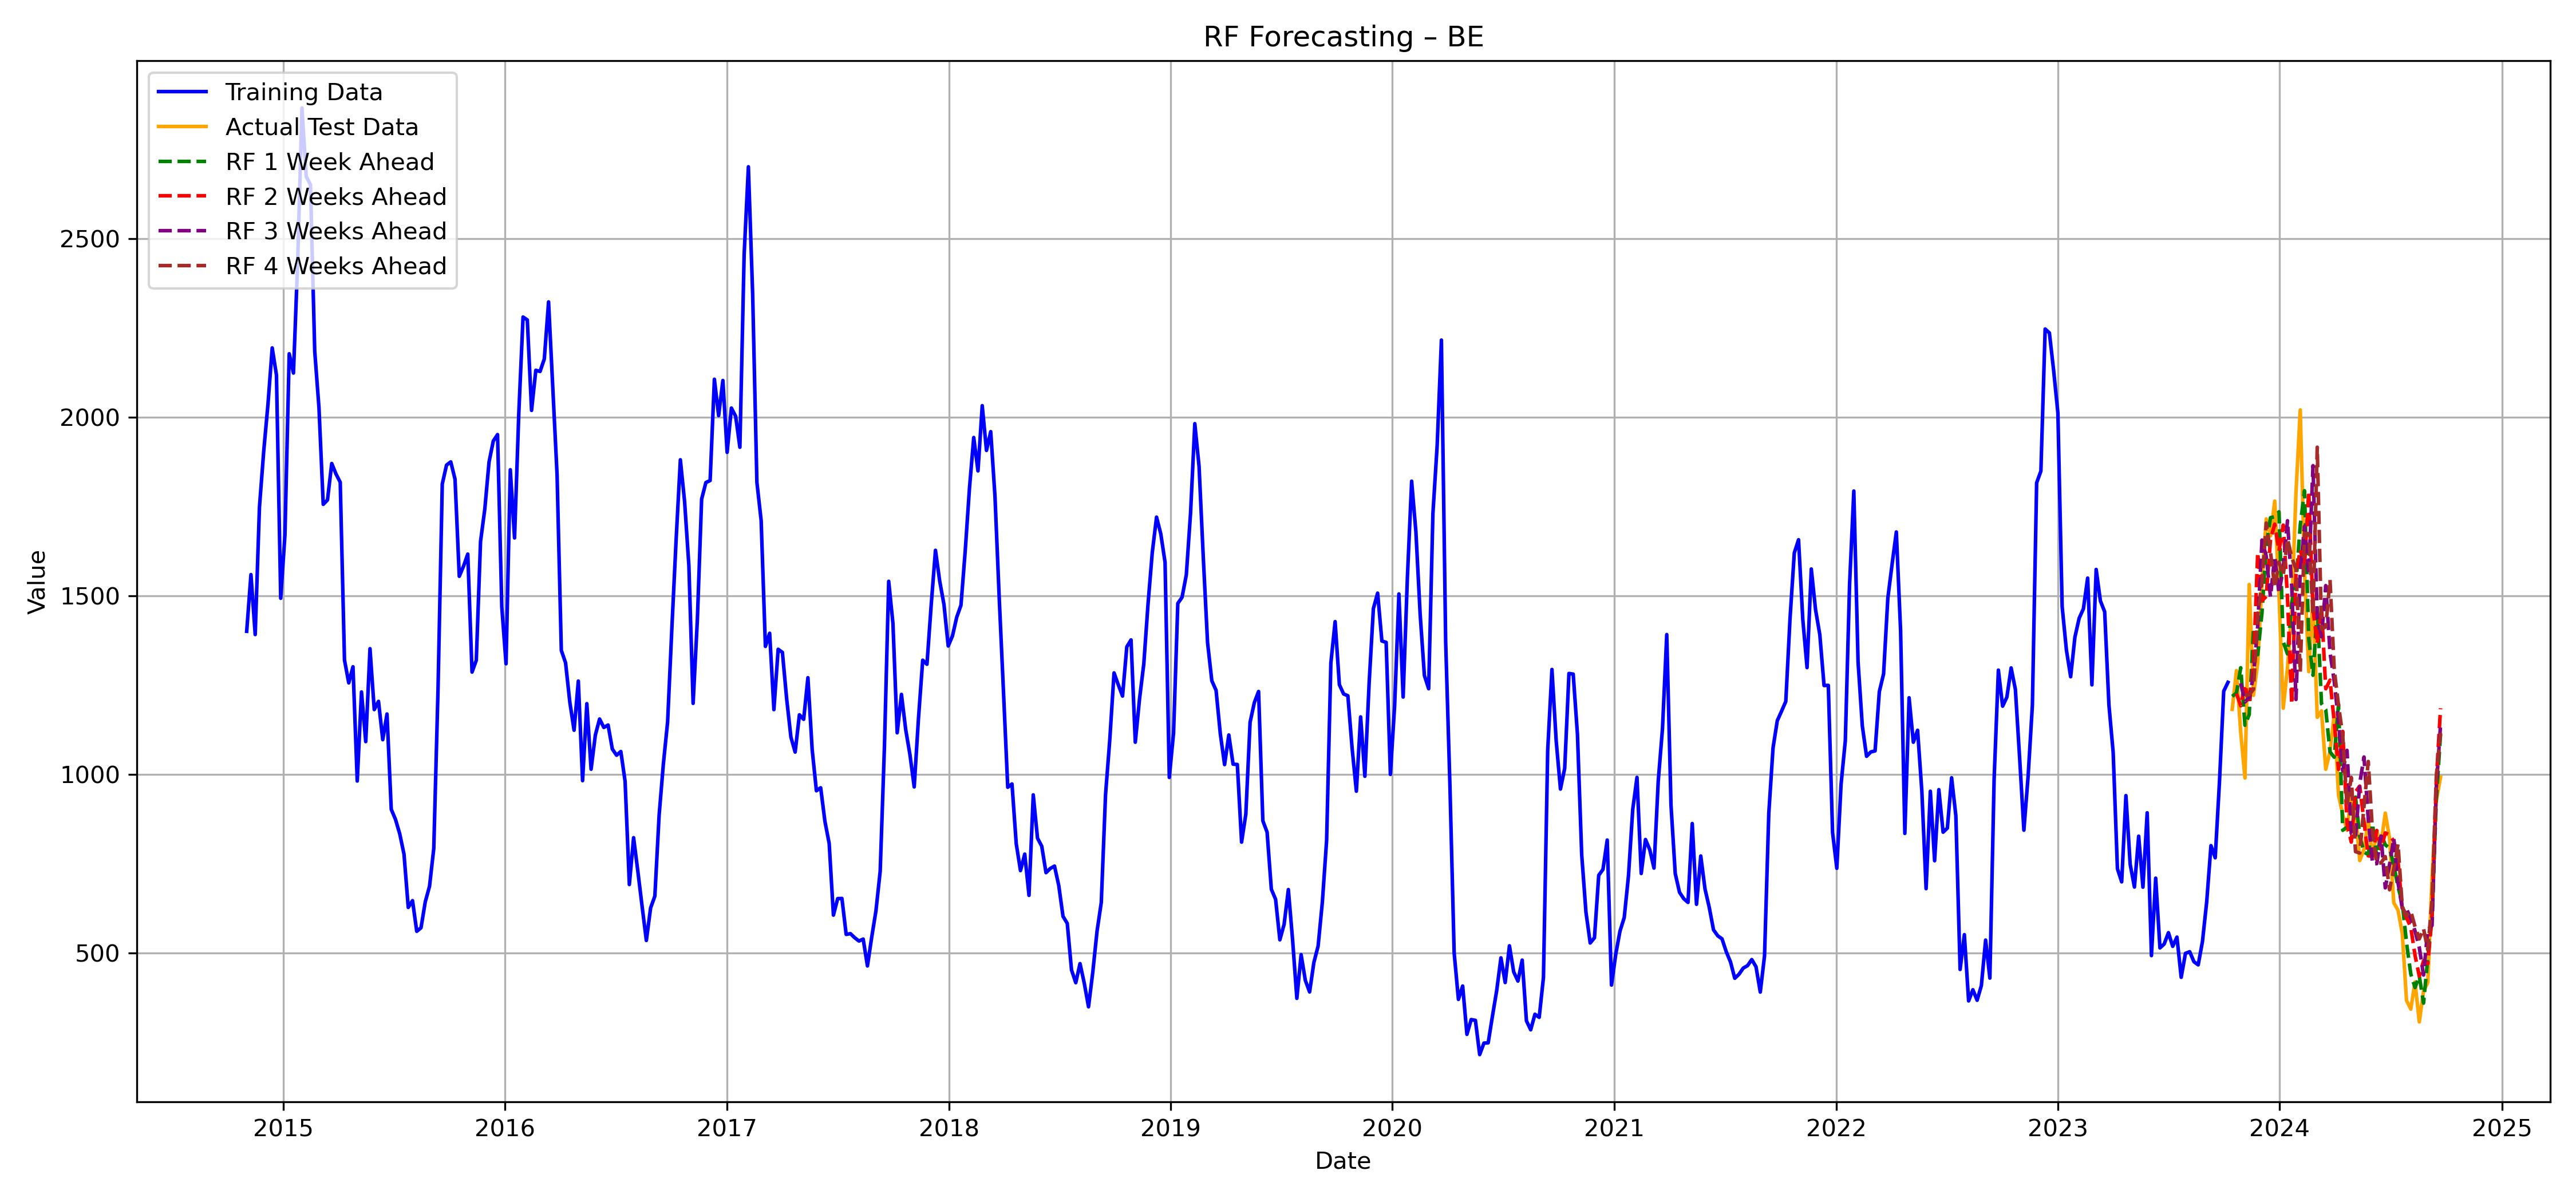 RF Forecasting – BE
Training Data
Actual Test Data
RF 1 Week Ahead
RF 2 Weeks Ahead
RF 3 Weeks Ahead
RF 4 Weeks Ahead
Value
2500
2000
1500
1000
500
2015 2016 2017 2018 2019 2020 2021 2022 2023 2024 2025
Date